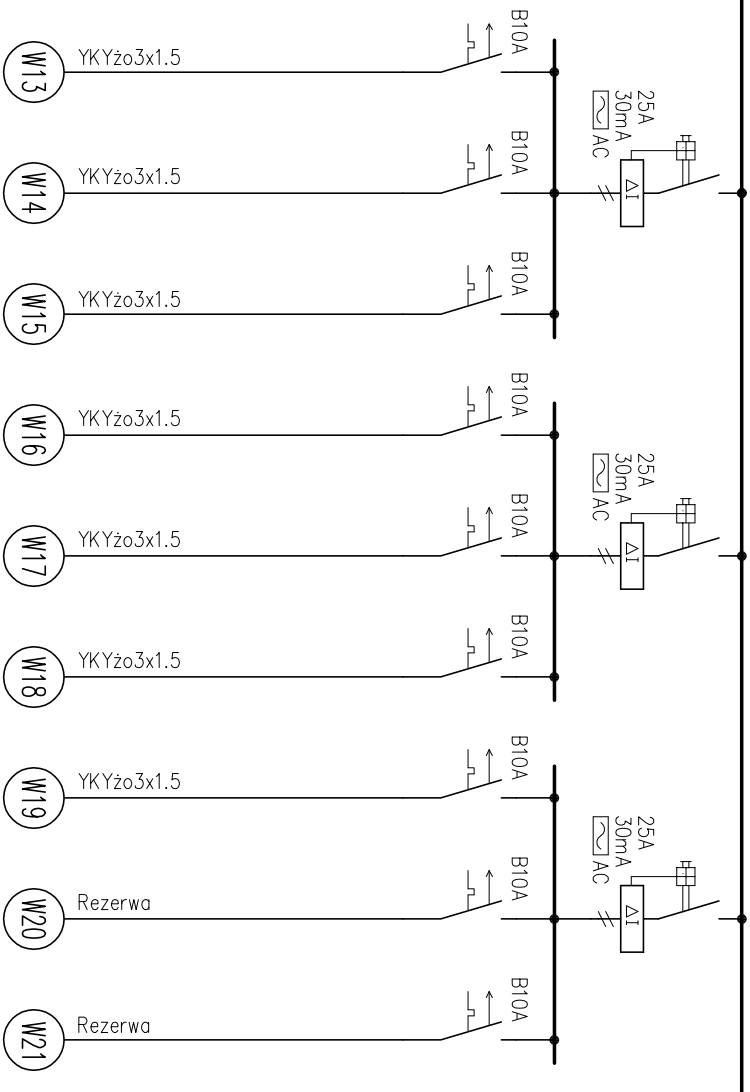 B10A
YKYżo3x1.5
W13
25A
30mA
AC
ΔI
B10A
YKYżo3x1.5
W14
B10A
YKYżo3x1.5
W15
B10A
YKYżo3x1.5
W16
25A
30mA
AC
ΔI
B10A
YKYżo3x1.5
W17
B10A
YKYżo3x1.5
W18
B10A
YKYżo3x1.5
W19
25A
30mA
AC
ΔI
B10A
Rezerwa
W20
B10A
Rezerwa
W21